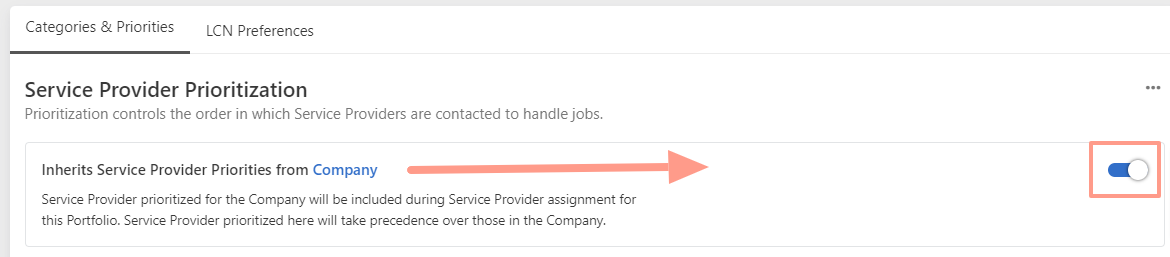 Categories & Priorities
LCN Preferences
Service Provider Prioritization
Prioritization controls the order in which Service Providers are contacted to handle jobs.
Inherits Service Provider Priorities from Company
Service Provider prioritized for the Company will be included during Service Provider assignment for
this Portfolio. Service Provider prioritized here will take precedence over those in the Company.